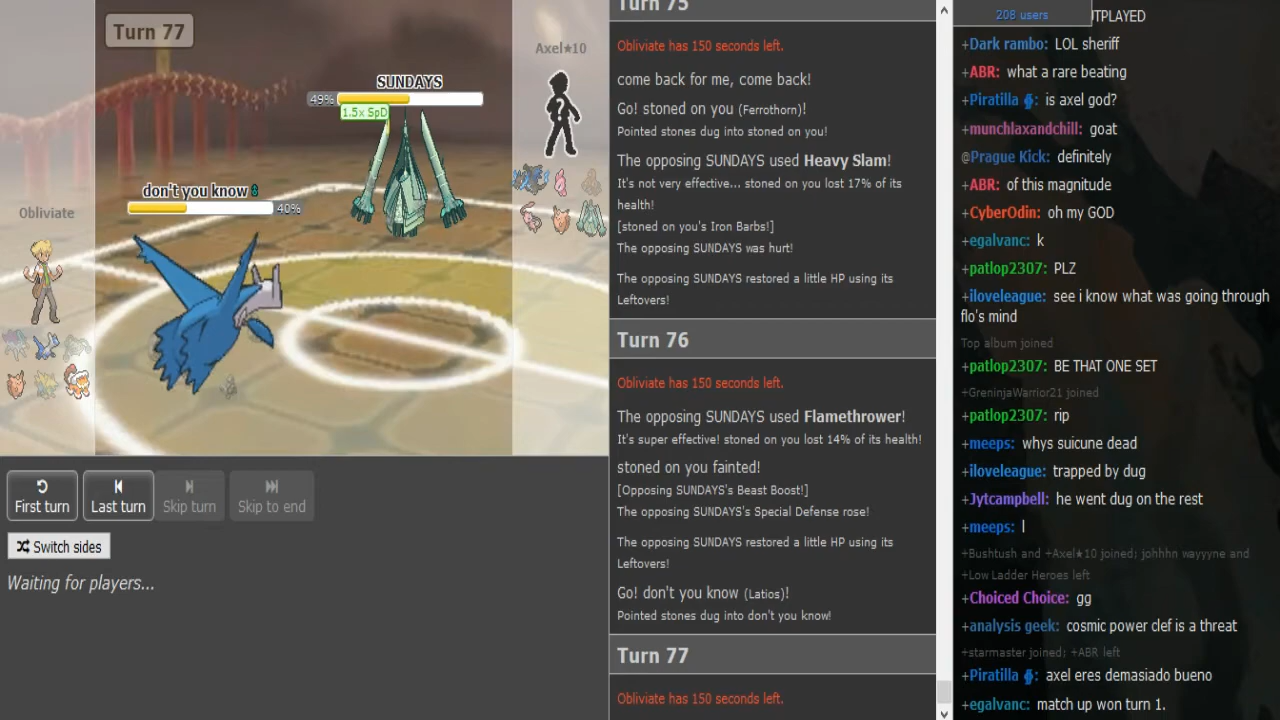 Turn 77
Obliviate
don't you know
40%
SUNDAYS
49%
1.5x SpD
Axel★10
First turn
Last turn
Skip turn
Skip to end
Switch sides
Waiting for players...
Turn 75
Obliviate has 150 seconds left.
come back for me, come back!
Go! stoned on you (Ferrothorn)!
Pointed stones dug into stoned on you!
The opposing SUNDAYS used Heavy Slam!
It's not very effective... stoned on you lost 17% of its
health!
[stoned on you's Iron Barbs!]
The opposing SUNDAYS was hurt!
The opposing SUNDAYS restored a little HP using its
Leftovers!
Turn 76
Obliviate has 150 seconds left.
The opposing SUNDAYS used Flamethrower!
It's super effective! stoned on you lost 14% of its health!
stoned on you fainted!
[Opposing SUNDAYS's Beast Boost!]
The opposing SUNDAYS's Special Defense rose!
The opposing SUNDAYS restored a little HP using its
Leftovers!
Go! don't you know (Latios)!
Pointed stones dug into don't you know!
Turn 77
Obliviate has 150 seconds left.
208 users
TPLAYED
+Dark rambo: LOL sheriff
+ABR: what a rare beating
+Piratilla: is axel god?
+munchlaxandchill: goat
@Prague Kick: definitely
+ABR: of this magnitude
+CyberOdin: oh my GOD
+egalvanc: k
+patlop2307: PLZ
+iloveleague: see i know what was going through
flo's mind
Top album joined
+patlop2307: BE THAT ONE SET
+GreninjaWarrior21 joined
+patlop2307: rip
+meeps: whys suicune dead
+iloveleague: trapped by dug
+Jytcampbell: he went dug on the rest
+meeps: l
+Bushtush and +Axel★10 joined; johhhn wayyyne and
+Low Ladder Heroes left
+Choiced Choice: gg
+analysis geek: cosmic power clef is a threat
+starmaster joined; +ABR left
+Piratilla: axel eres demasiado bueno
+egalvanc: match up won turn 1.